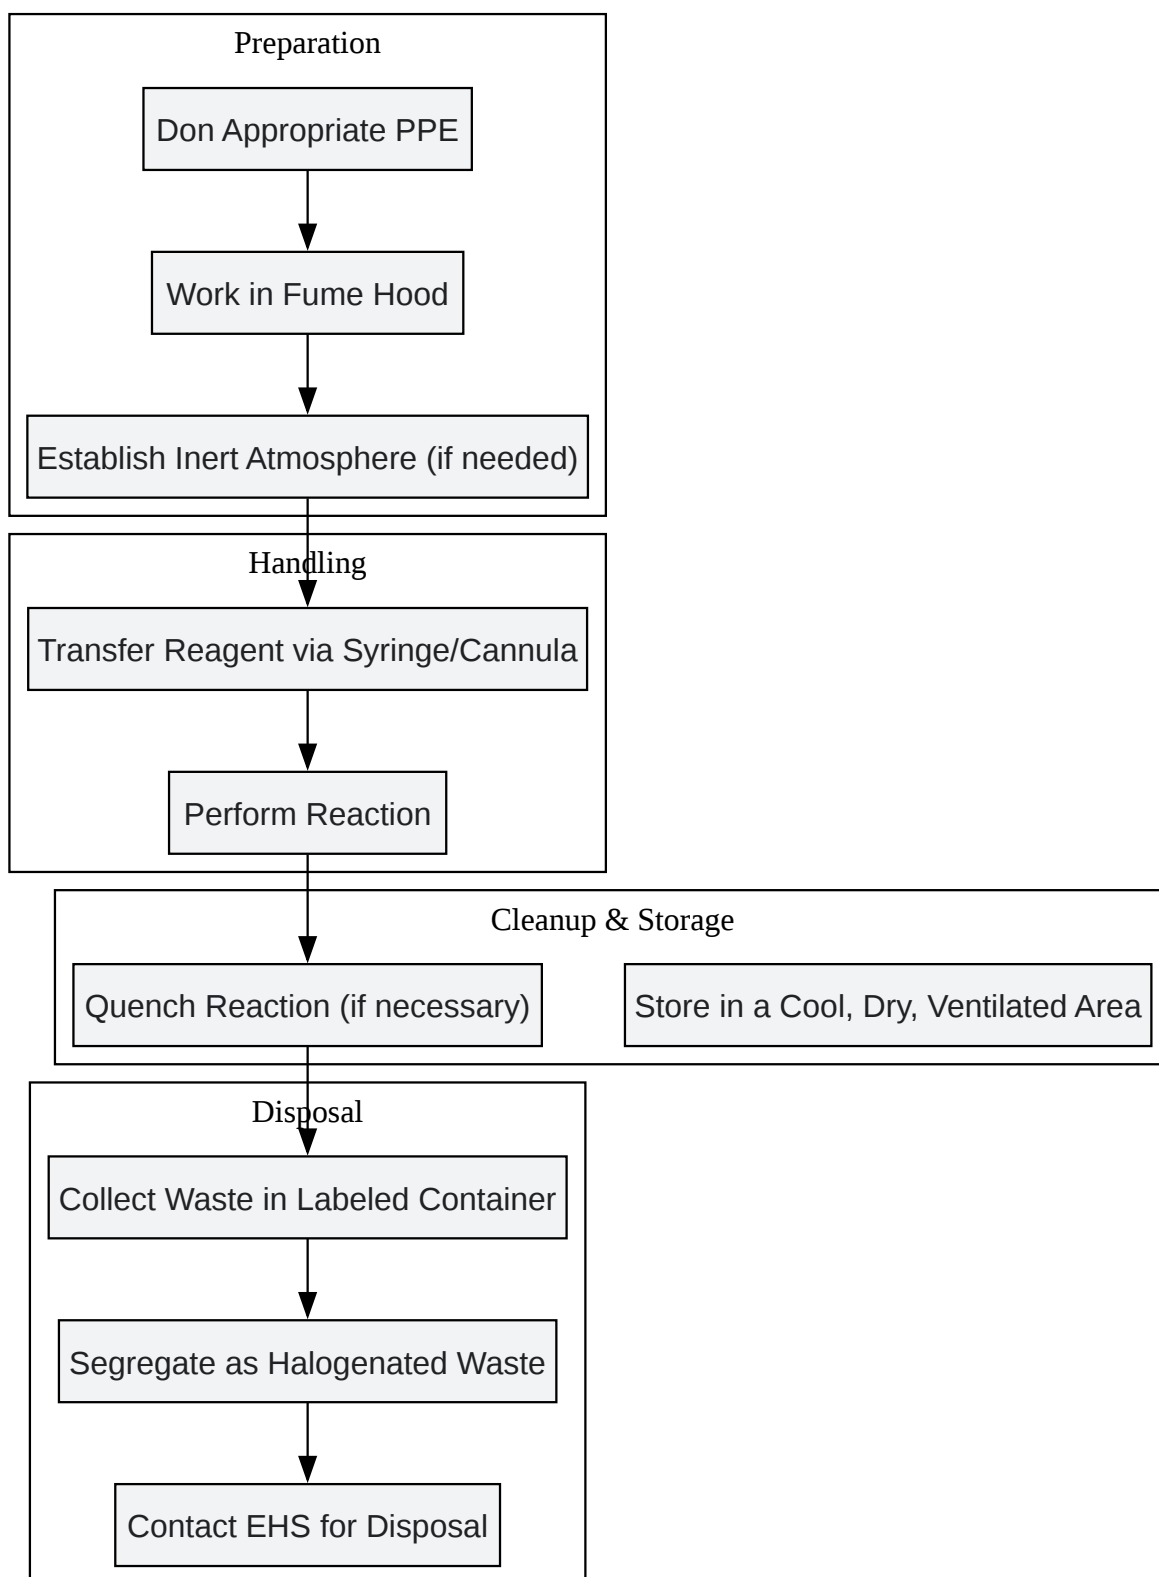 Preparation
Don Appropriate PPE
Work in Fume Hood
Establish Inert Atmosphere (if needed)
Handling
Transfer Reagent via Syringe/Cannula
Perform Reaction
Cleanup & Storage
Quench Reaction (if necessary)
Store in a Cool, Dry, Ventilated Area
Disposal
Collect Waste in Labeled Container
Segregate as Halogenated Waste
Contact EHS for Disposal